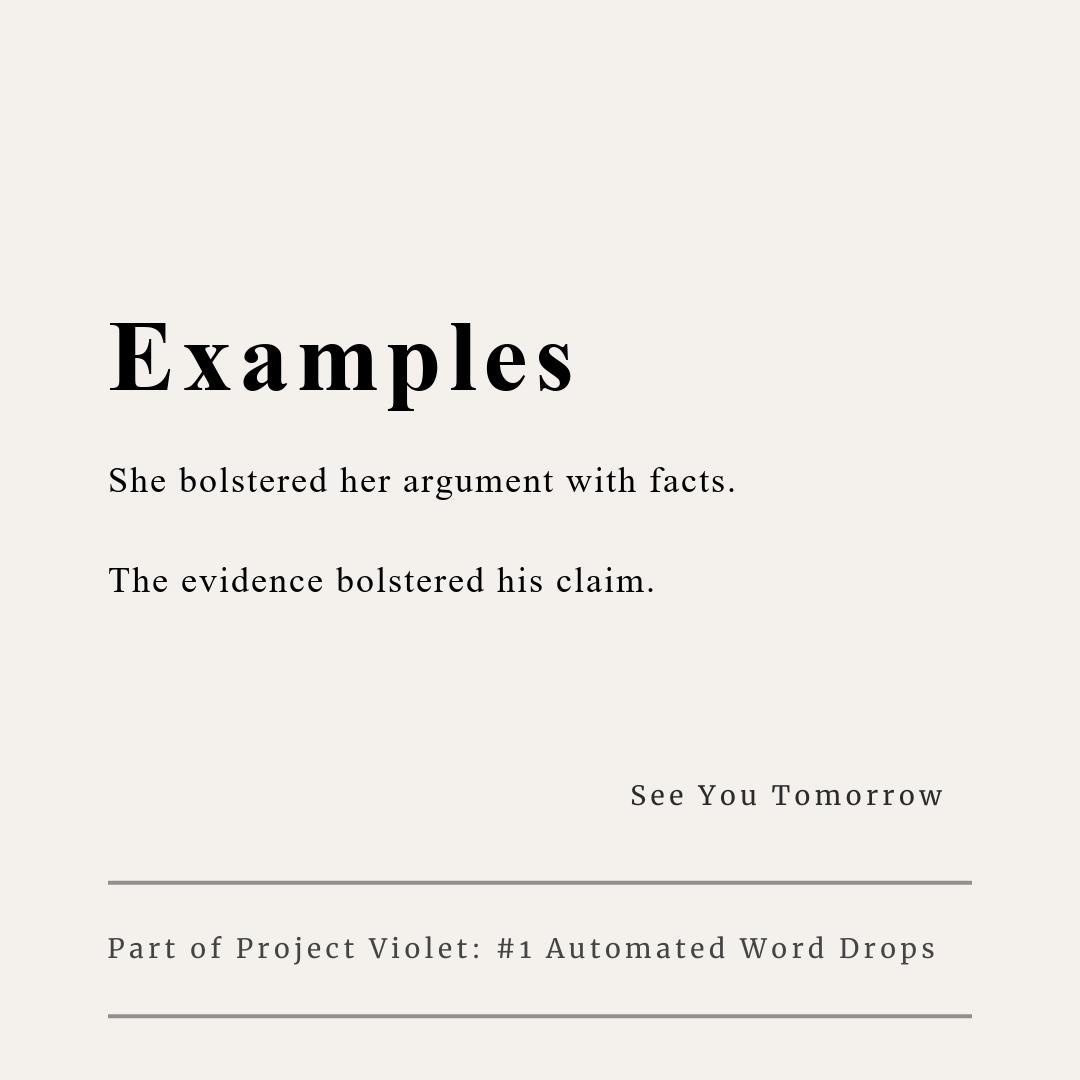 Examples
She bolstered her argument with facts.
The evidence bolstered his claim.
See You Tomorrow
Part of Project Violet: #1 Automated Word Drops